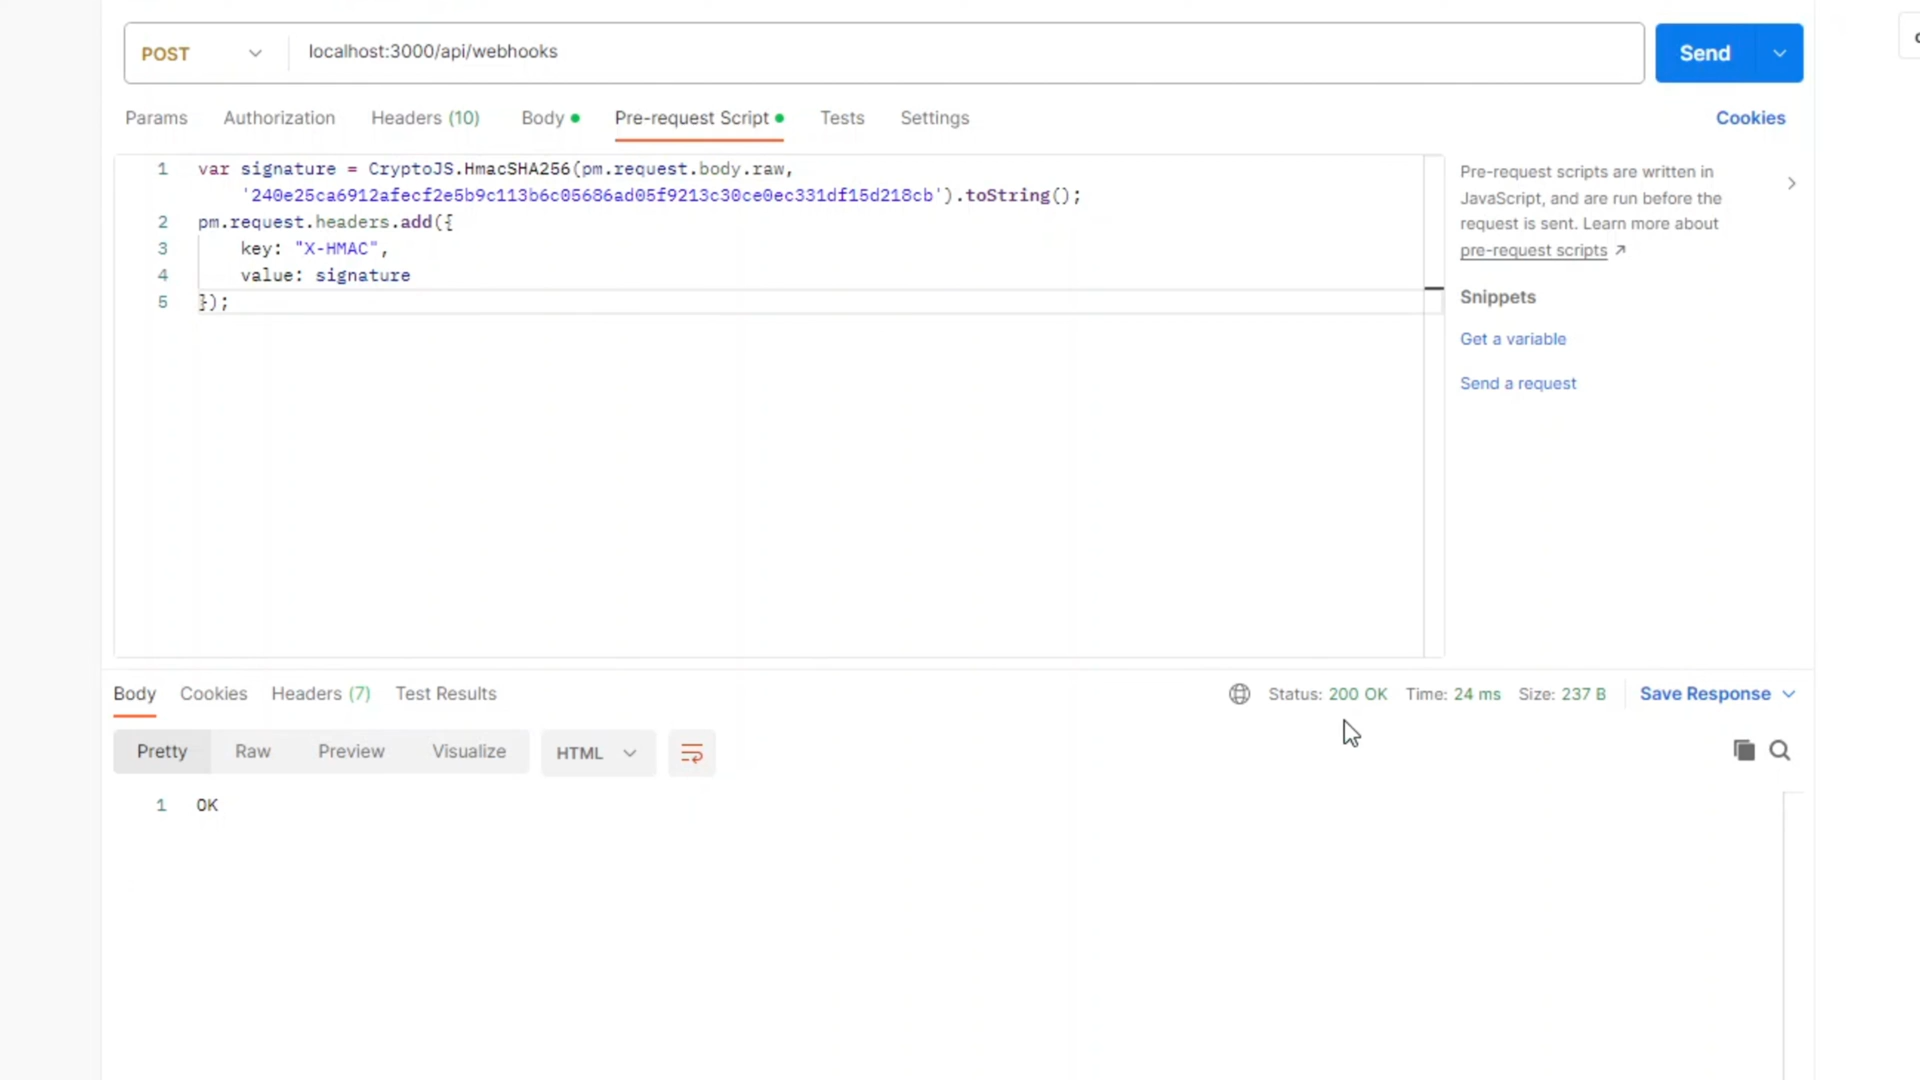 POST
localhost:3000/api/webhooks
Send
Params Authorization Headers (10) Body Pre-request Script Tests Settings Cookies
1 var signature = CryptoJS.HmacSHA256(pm.request.body.raw,
'240e25ca6912afecf2e5b9c113b6c05686ad05f9213c30ce0ec331df15d218cb').toString();
2 pm.request.headers.add({
3 key: "X-HMAC",
4 value: signature
5 });
Pre-request scripts are written in
JavaScript, and are run before the
request is sent. Learn more about
pre-request scripts ↗
Snippets
Get a variable
Send a request
Body Cookies Headers (7) Test Results
Status: 200 OK Time: 24 ms Size: 237 B Save Response
Pretty Raw Preview Visualize HTML
1 OK